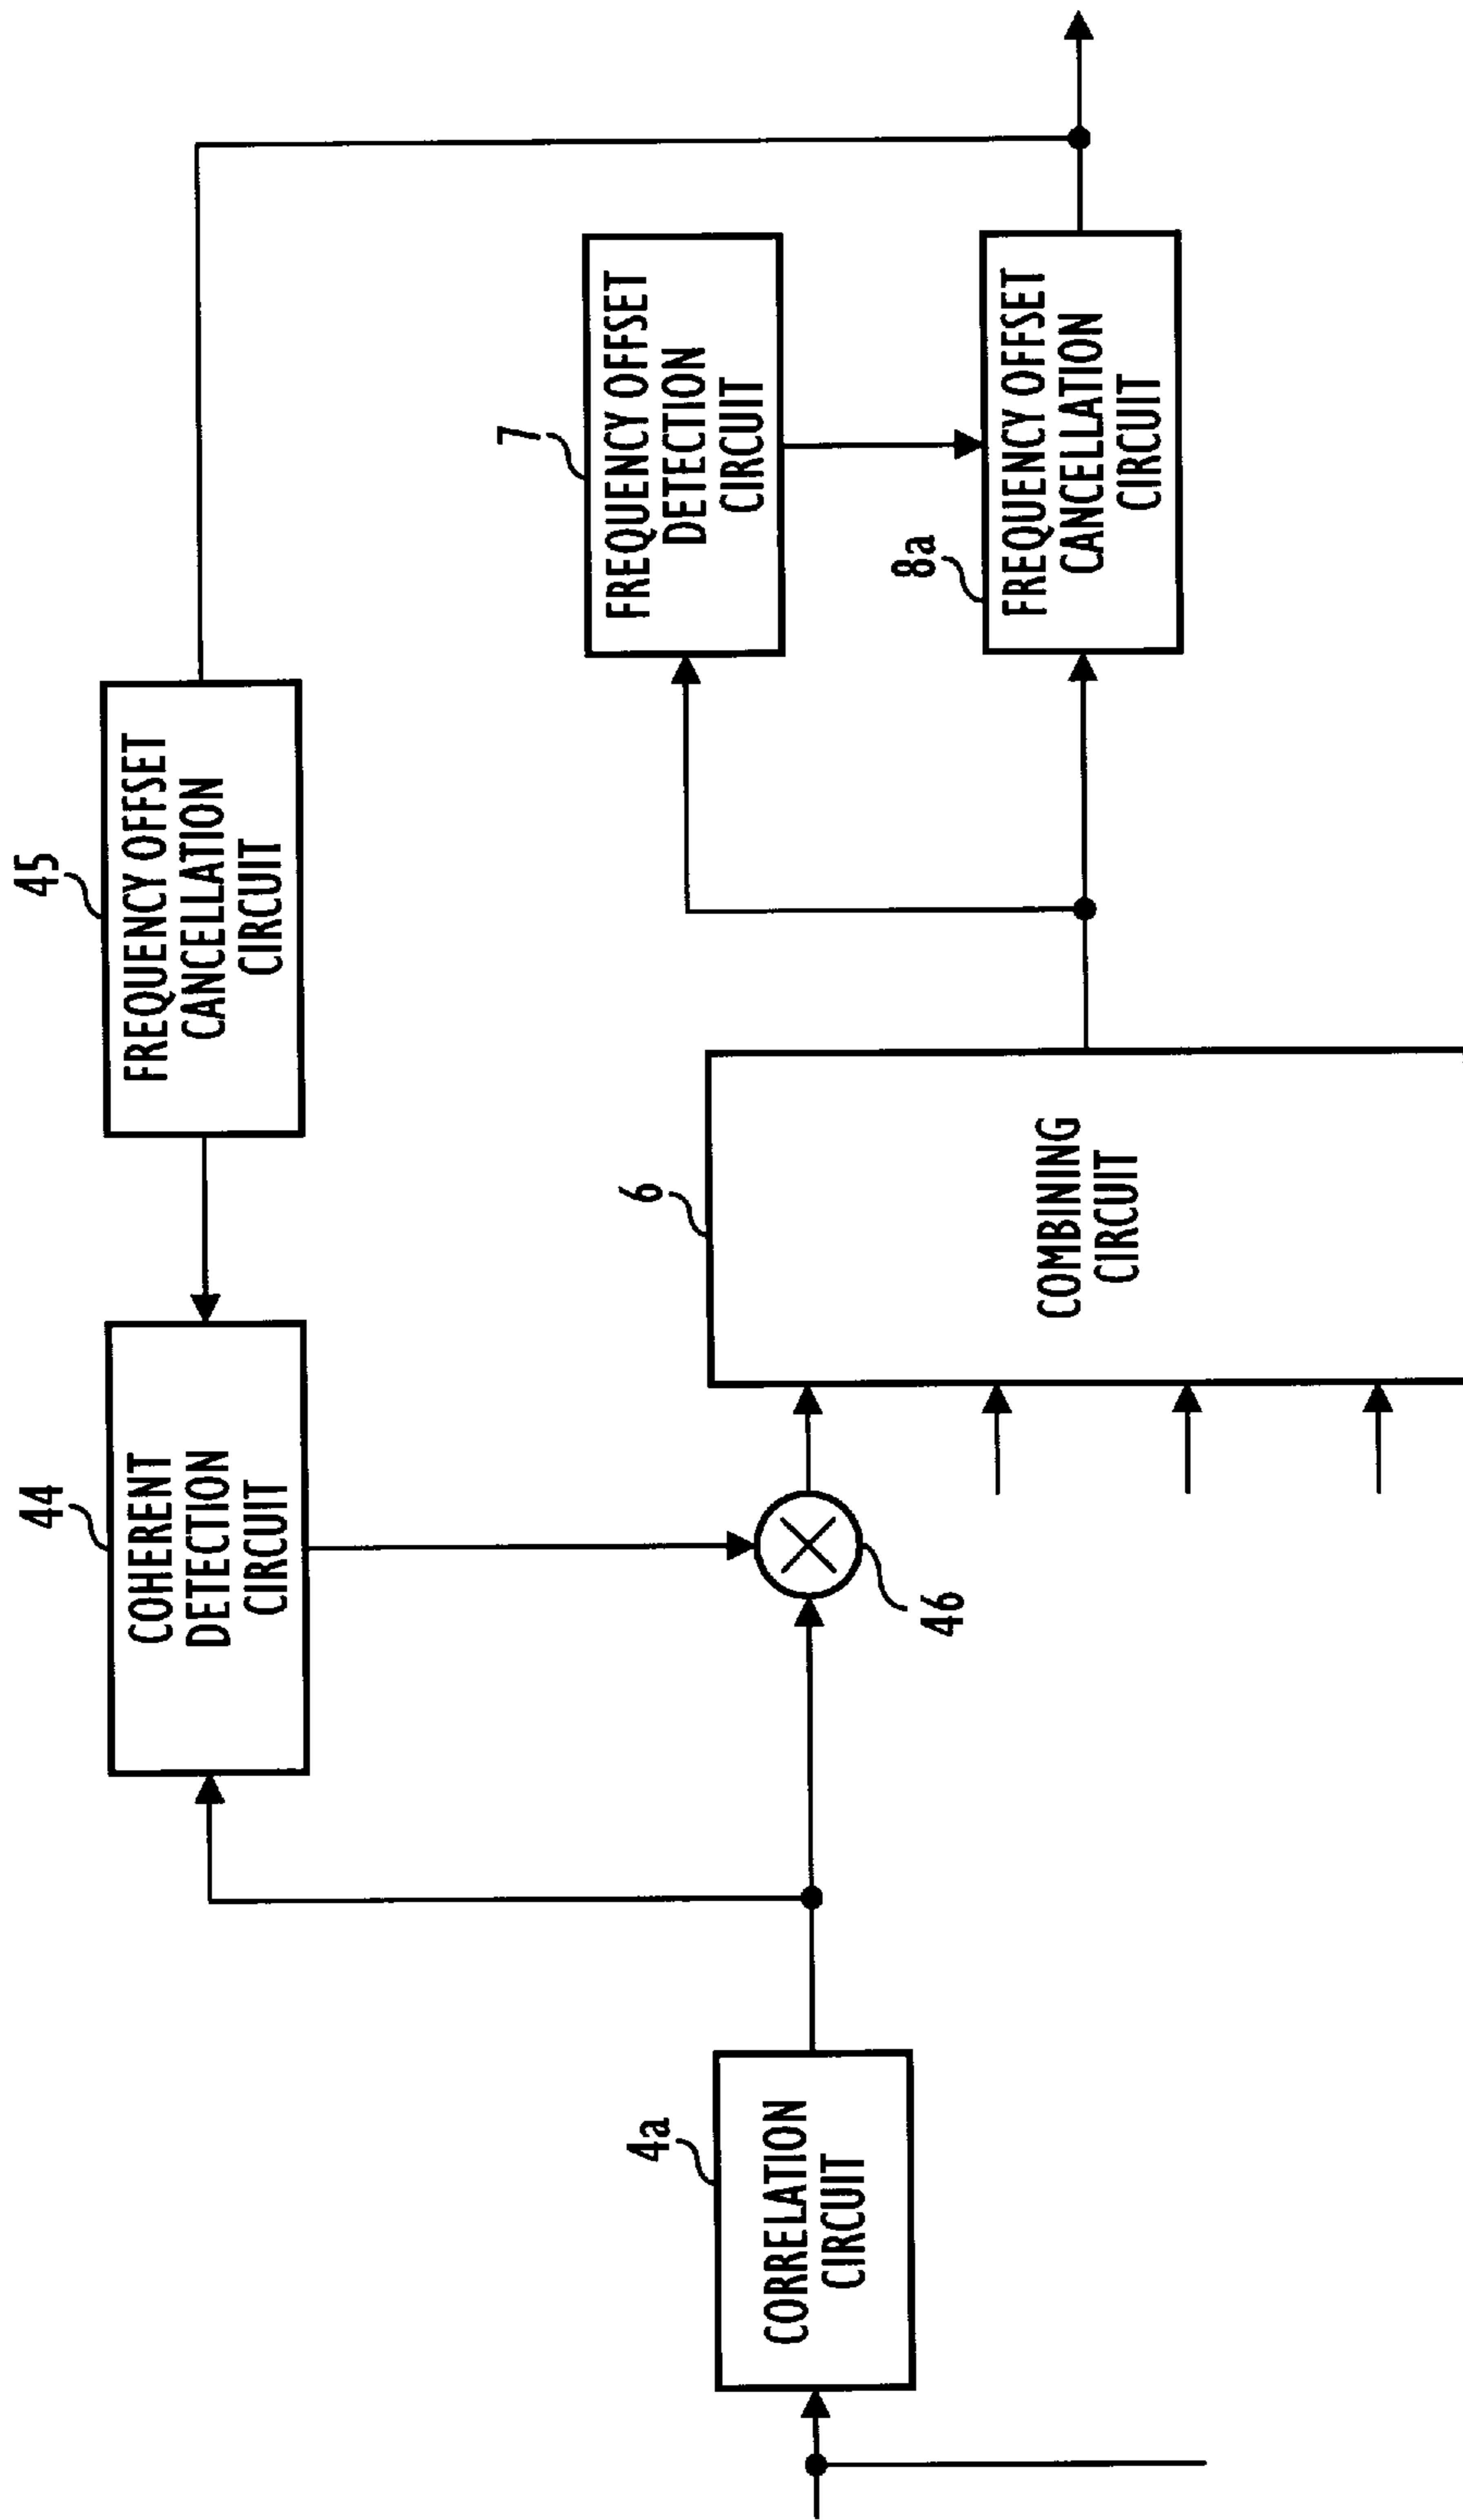 45
FREQUENCY OFFSET
CANCELLATION
CIRCUIT
44
COHERENT
DETECTION
CIRCUIT
7
FREQUENCY OFFSET
DETECTION
CIRCUIT
8a
FREQUENCY OFFSET
CANCELLATION
CIRCUIT
6
COMBINING
CIRCUIT
46
4a
CORRELATION
CIRCUIT